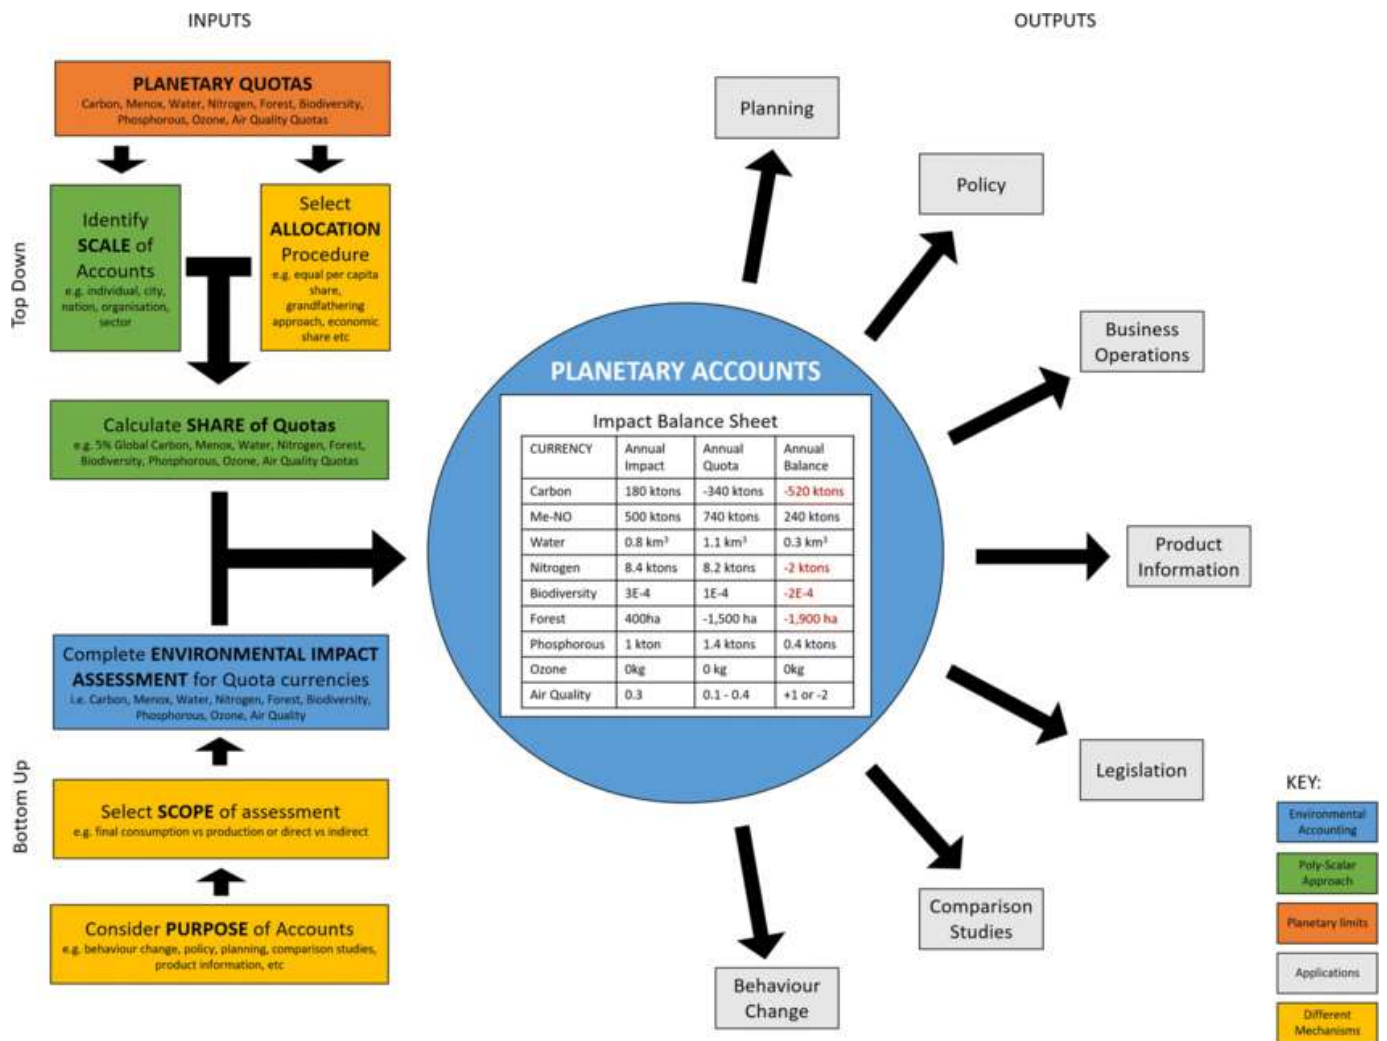 INPUTS
OUTPUTS
PLANETARY QUOTAS
Carbon, Menox, Water, Nitrogen, Forest, Biodiversity,
Phosphorous, Ozone, Air Quality Quotas
Top Down
Identify
SCALE of
Accounts
e.g. individual, city,
nation, organisation,
sector
Select
ALLOCATION
Procedure
e.g. equal per capita
share,
grandfathering
approach, economic
share etc
Calculate SHARE of Quotas
e.g. 5% Global Carbon, Menox, Water, Nitrogen, Forest,
Biodiversity, Phosphorous, Ozone, Air Quality Quotas
Bottom Up
Complete ENVIRONMENTAL IMPACT
ASSESSMENT for Quota currencies
i.e. Carbon, Menox, Water, Nitrogen, Forest, Biodiversity,
Phosphorous, Ozone, Air Quality
Select SCOPE of assessment
e.g. final consumption vs production or direct vs indirect
Consider PURPOSE of Accounts
e.g. behaviour change, policy, planning, comparison studies,
product information, etc
PLANETARY ACCOUNTS
Impact Balance Sheet
CURRENCY Annual Impact Annual Quota Annual Balance
Carbon 180 ktons -340 ktons -520 ktons
Me-NO 500 ktons 740 ktons 240 ktons
Water 0.8 km³ 1.1 km³ 0.3 km³
Nitrogen 8.4 ktons 8.2 ktons -2 ktons
Biodiversity 3E-4 1E-4 -2E-4
Forest 400ha -1,500 ha -1,900 ha
Phosphorous 1 kton 1.4 ktons 0.4 ktons
Ozone 0kg 0 kg 0kg
Air Quality 0.3 0.1 - 0.4 +1 or -2
Planning
Policy
Business
Operations
Product
Information
Legislation
Comparison
Studies
Behaviour
Change
KEY:
Environmental
Accounting
Poly-Scalar
Approach
Planetary limits
Applications
Different
Mechanisms